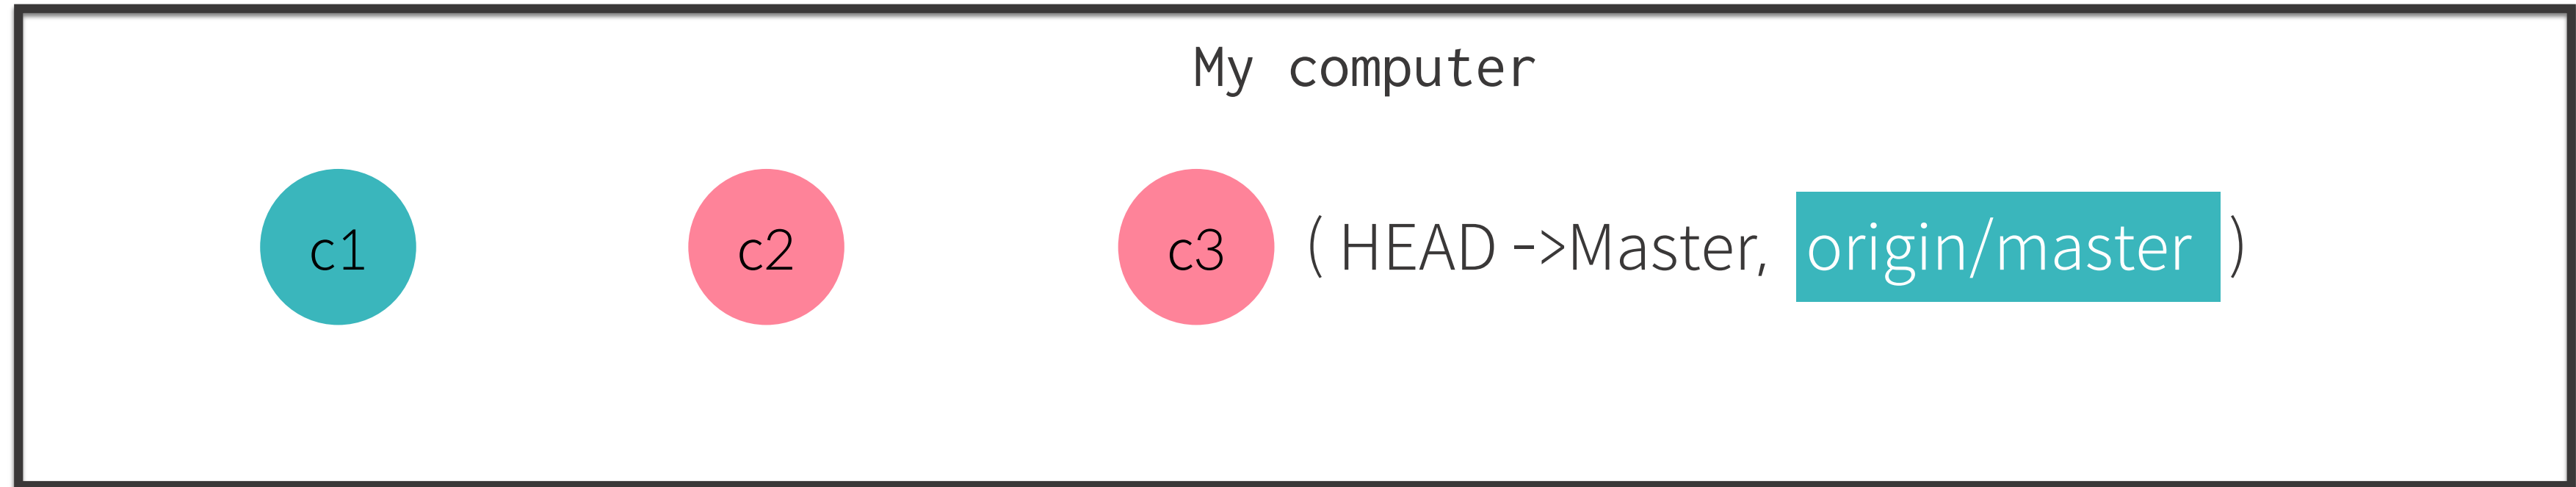 My computer
c1 c2 c3 ( HEAD ->Master, origin/master )